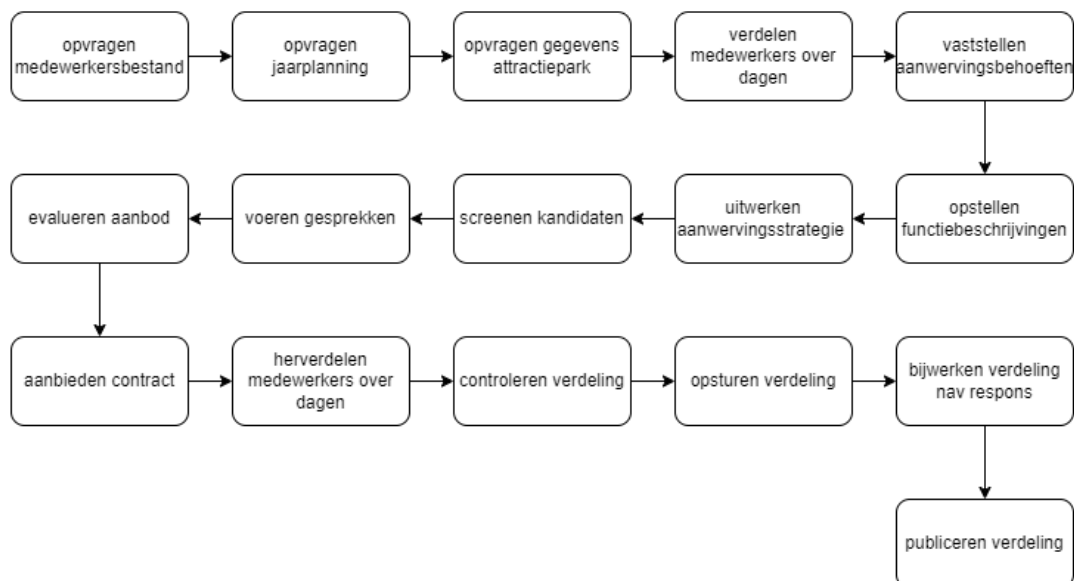 opvragen
medewerkersbestand
opvragen
jaarplanning
opvragen gegevens
attractiepark
verdelen
medewerkers over
dagen
vaststellen
aanwervingsbehoeften
evalueren aanbod
voeren gesprekken
screenen kandidaten
uitwerken
aanwervingsstrategie
opstellen
functiebeschrijvingen
aanbieden contract
herverdelen
medewerkers over
dagen
controleren verdeling
opsturen verdeling
bijwerken verdeling
nav respons
publiceren verdeling